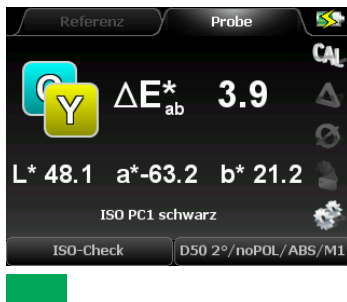 Referenz Probe
CAL
C Y ΔE*ab 3.9
L* 48.1 a*-63.2 b* 21.2
ISO PC1 schwarz
ISO-Check D50 2°/noPOL/ABS/M1